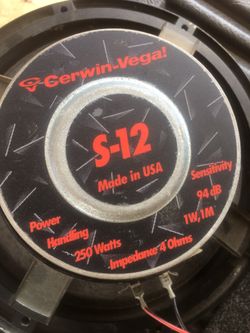 Cerwin-Vega!
S-12
Made in USA
Power
Handling
250 Watts
Impedance 4 Ohms
Sensitivity
94 dB
1W,1M